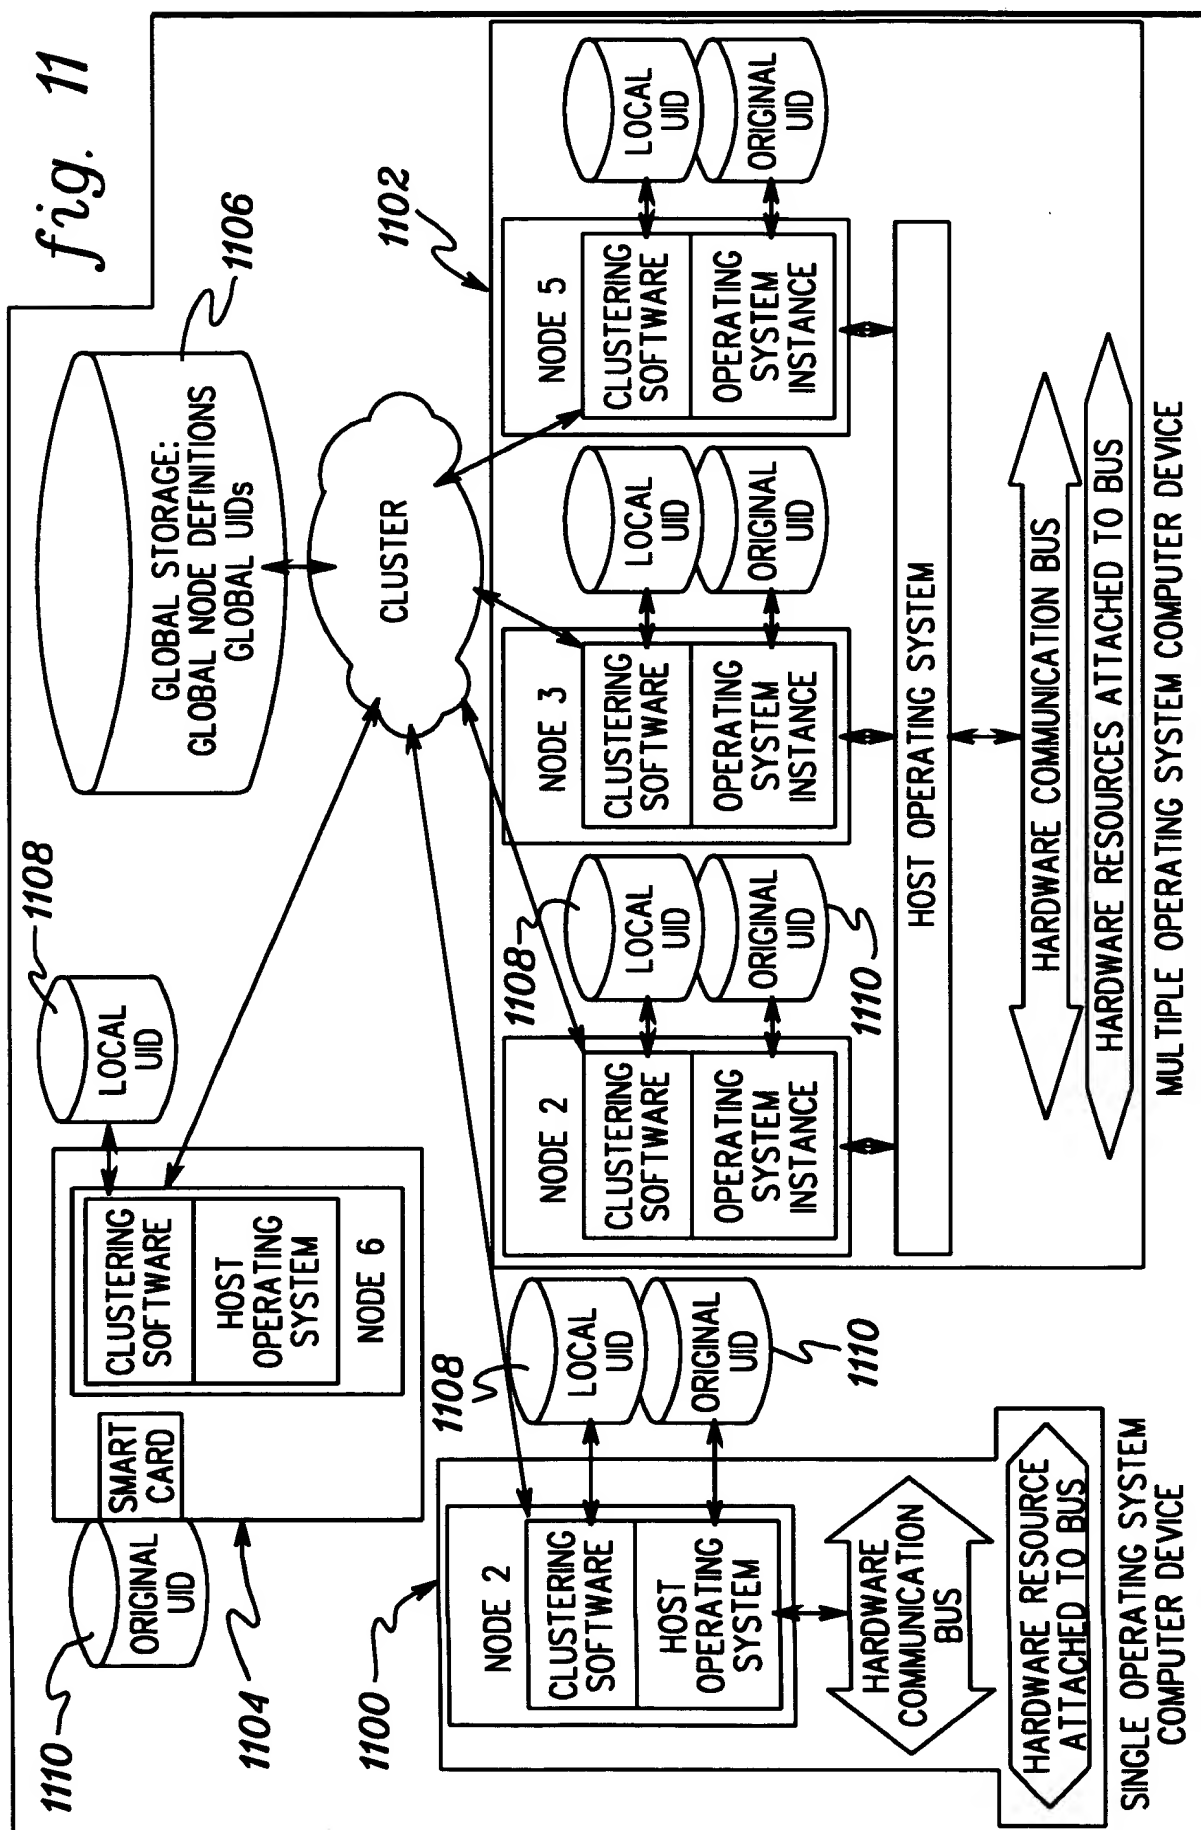 fig. 11
1110
ORIGINAL
UID
1104
SMART
CARD
CLUSTERING
SOFTWARE
HOST
OPERATING
SYSTEM
NODE 6
LOCAL
UID
1108
GLOBAL STORAGE:
GLOBAL NODE DEFINITIONS
GLOBAL UIDs
1106
CLUSTER
1100
NODE 2
CLUSTERING
SOFTWARE
HOST
OPERATING
SYSTEM
1108
LOCAL
UID
ORIGINAL
UID
1110
HARDWARE
COMMUNICATION
BUS
HARDWARE RESOURCE
ATTACHED TO BUS
SINGLE OPERATING SYSTEM
COMPUTER DEVICE
1102
NODE 2
CLUSTERING
SOFTWARE
OPERATING
SYSTEM
INSTANCE
1108
LOCAL
UID
ORIGINAL
UID
1110
NODE 3
CLUSTERING
SOFTWARE
OPERATING
SYSTEM
INSTANCE
LOCAL
UID
ORIGINAL
UID
NODE 5
CLUSTERING
SOFTWARE
OPERATING
SYSTEM
INSTANCE
LOCAL
UID
ORIGINAL
UID
HOST OPERATING SYSTEM
HARDWARE COMMUNICATION BUS
HARDWARE RESOURCES ATTACHED TO BUS
MULTIPLE OPERATING SYSTEM COMPUTER DEVICE